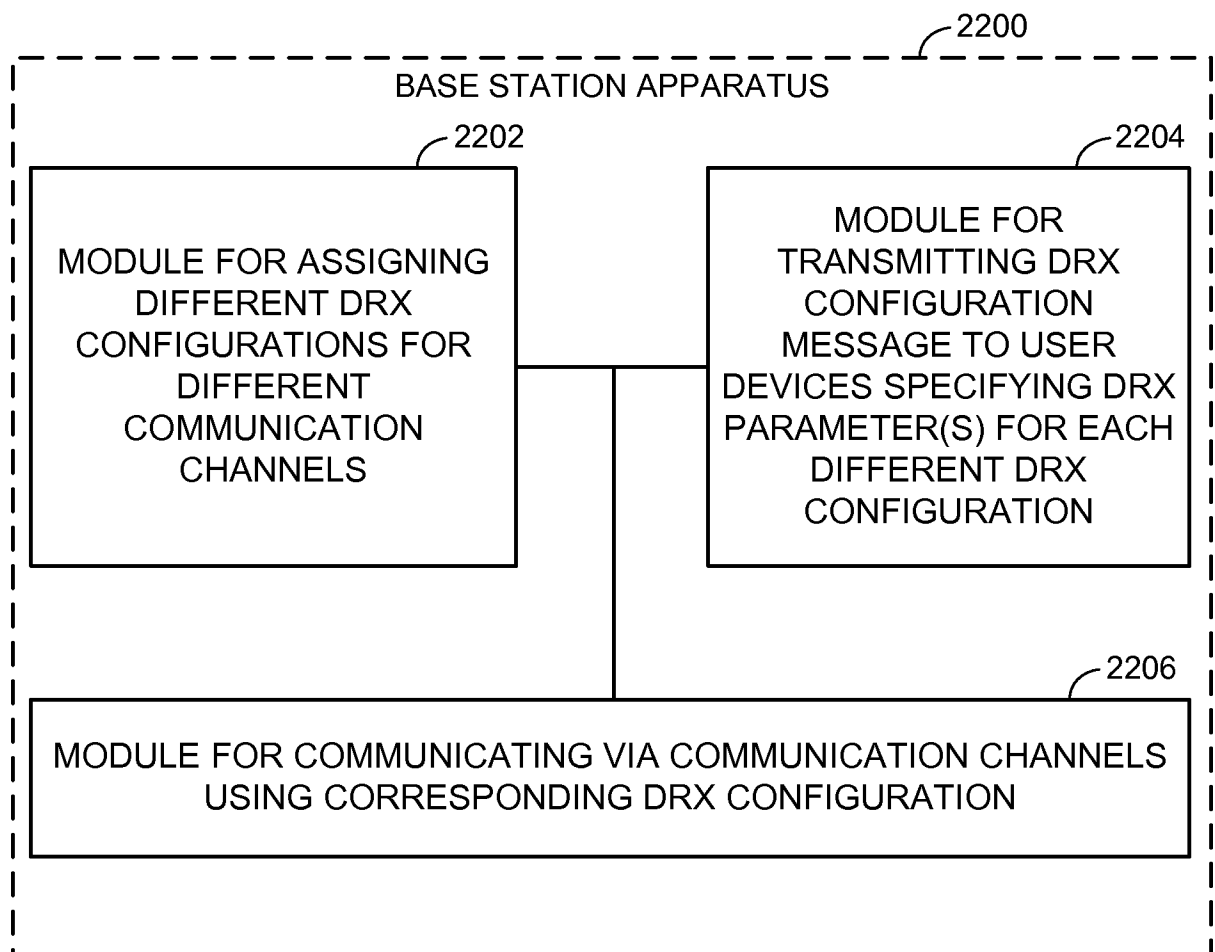 2200
BASE STATION APPARATUS
2202
MODULE FOR ASSIGNING
DIFFERENT DRX
CONFIGURATIONS FOR
DIFFERENT
COMMUNICATION
CHANNELS
2204
MODULE FOR
TRANSMITTING DRX
CONFIGURATION
MESSAGE TO USER
DEVICES SPECIFYING DRX
PARAMETER(S) FOR EACH
DIFFERENT DRX
CONFIGURATION
2206
MODULE FOR COMMUNICATING VIA COMMUNICATION CHANNELS
USING CORRESPONDING DRX CONFIGURATION